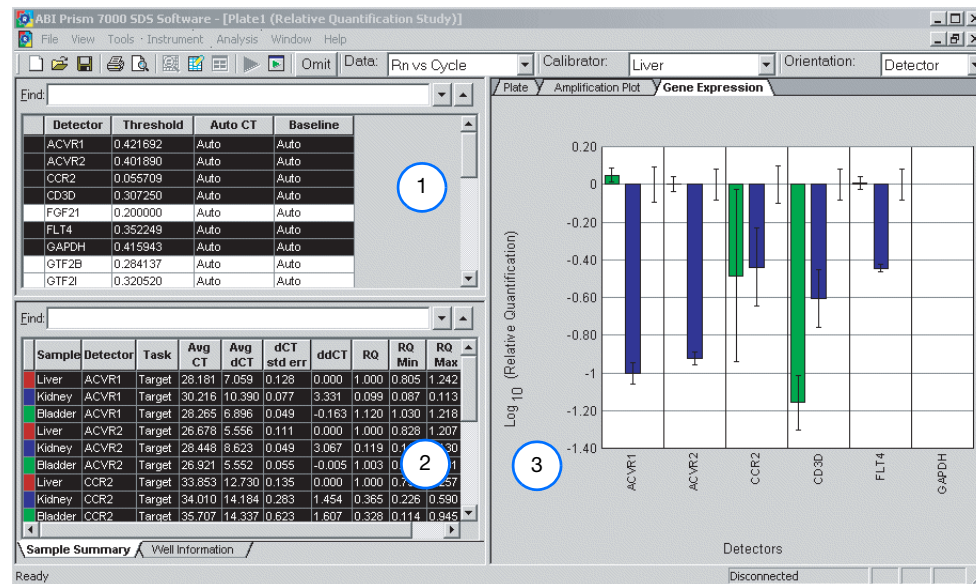 ABI Prism 7000 SDS Software - [Plate1 (Relative Quantification Study)]
File View Tools Instrument Analysis Window Help
Omit Data: Rn vs Cycle Calibrator: Liver Orientation: Detector
Find:
Detector Threshold Auto CT Baseline
ACVR1 0.421692 Auto Auto
ACVR2 0.401890 Auto Auto
CCR2 0.055709 Auto Auto
CD3D 0.307250 Auto Auto
FGF21 0.200000 Auto Auto
FLT4 0.352249 Auto Auto
GAPDH 0.415943 Auto Auto
GTF2B 0.284137 Auto Auto
GTF2I 0.320520 Auto Auto
1
Find:
Sample Detector Task Avg CT Avg dCT dCT std err ddCT RQ RQ Min RQ Max
Liver ACVR1 Target 28.181 7.059 0.128 0.000 1.000 0.805 1.242
Kidney ACVR1 Target 30.216 10.390 0.077 3.331 0.099 0.087 0.113
Bladder ACVR1 Target 28.265 6.896 0.049 -0.163 1.120 1.030 1.218
Liver ACVR2 Target 26.678 5.556 0.111 0.000 1.000 0.828 1.207
Kidney ACVR2 Target 28.448 8.623 0.049 3.067 0.119
Bladder ACVR2 Target 26.921 5.552 0.055 -0.005 1.003
Liver CCR2 Target 33.853 12.730 0.135 0.000 1.000
Kidney CCR2 Target 34.010 14.184 0.283 1.454 0.365 0.226 0.590
Bladder CCR2 Target 35.707 14.337 0.623 1.607 0.328 0.114 0.945
2
Sample Summary Well Information
Plate Amplification Plot Gene Expression
Log 10 (Relative Quantification)
0.20
0
-0.20
-0.40
-0.60
-0.80
-1
-1.20
-1.40
3
ACVR1 ACVR2 CCR2 CD3D FLT4 GAPDH
Detectors
Ready Disconnected